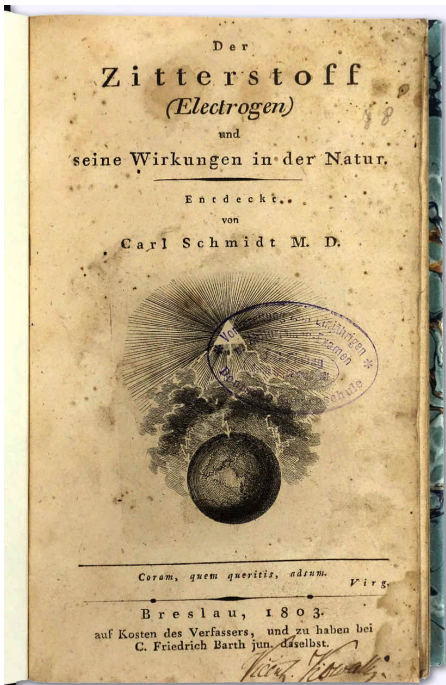 Der
Zitterstoff
(Electrogen)
und
seine Wirkungen in der Natur.
Entdeckt
von
Carl Schmidt M. D.
Coram, quem queritis, adsum.
Virg.
Breslau, 1803.
auf Kosten des Verfassers, und zu haben bei
C. Friedrich Barth jun. daselbst.